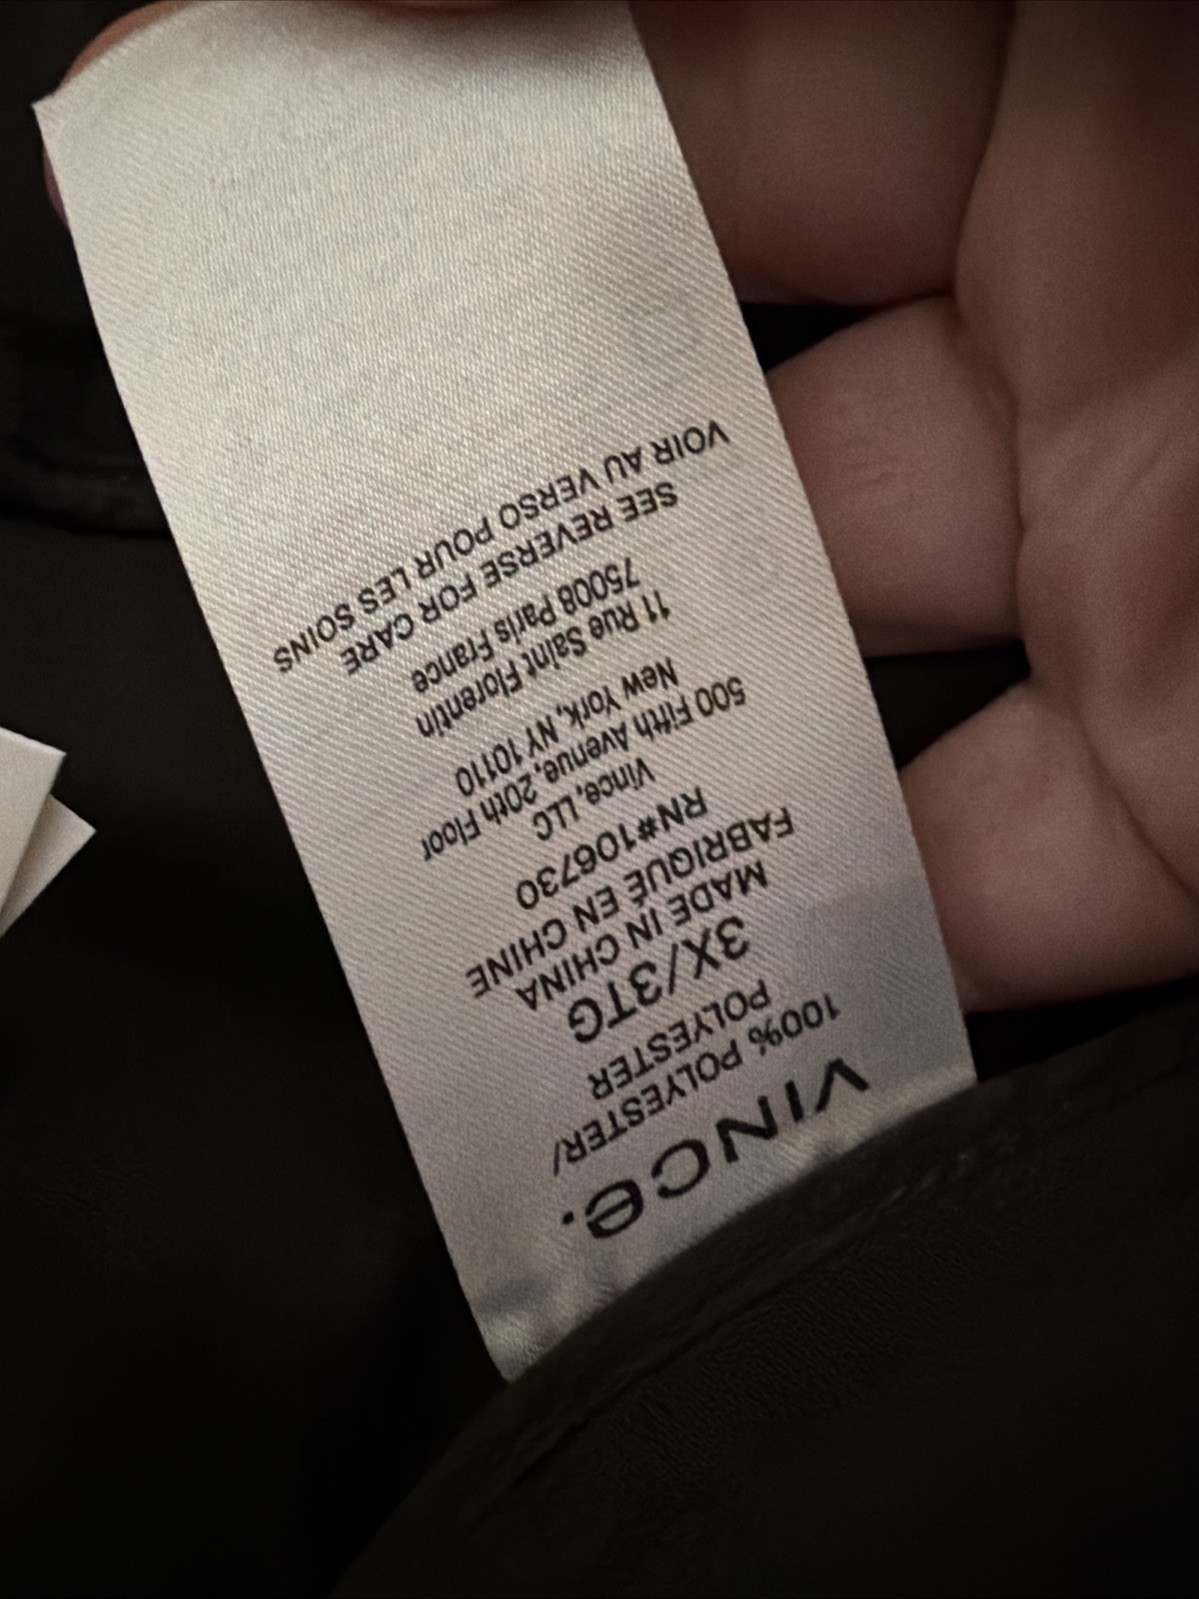 VINCE.
100% POLYESTER/
POLYESTER
3X/3TG
MADE IN CHINA
FABRIQUÉ EN CHINE
RN#106730
Vince, LLC
500 Fifth Avenue, 20th Floor
New York, NY 10110
11 Rue Saint Florentin
75008 Paris France
SEE REVERSE FOR CARE
VOIR AU VERSO POUR LES SOINS